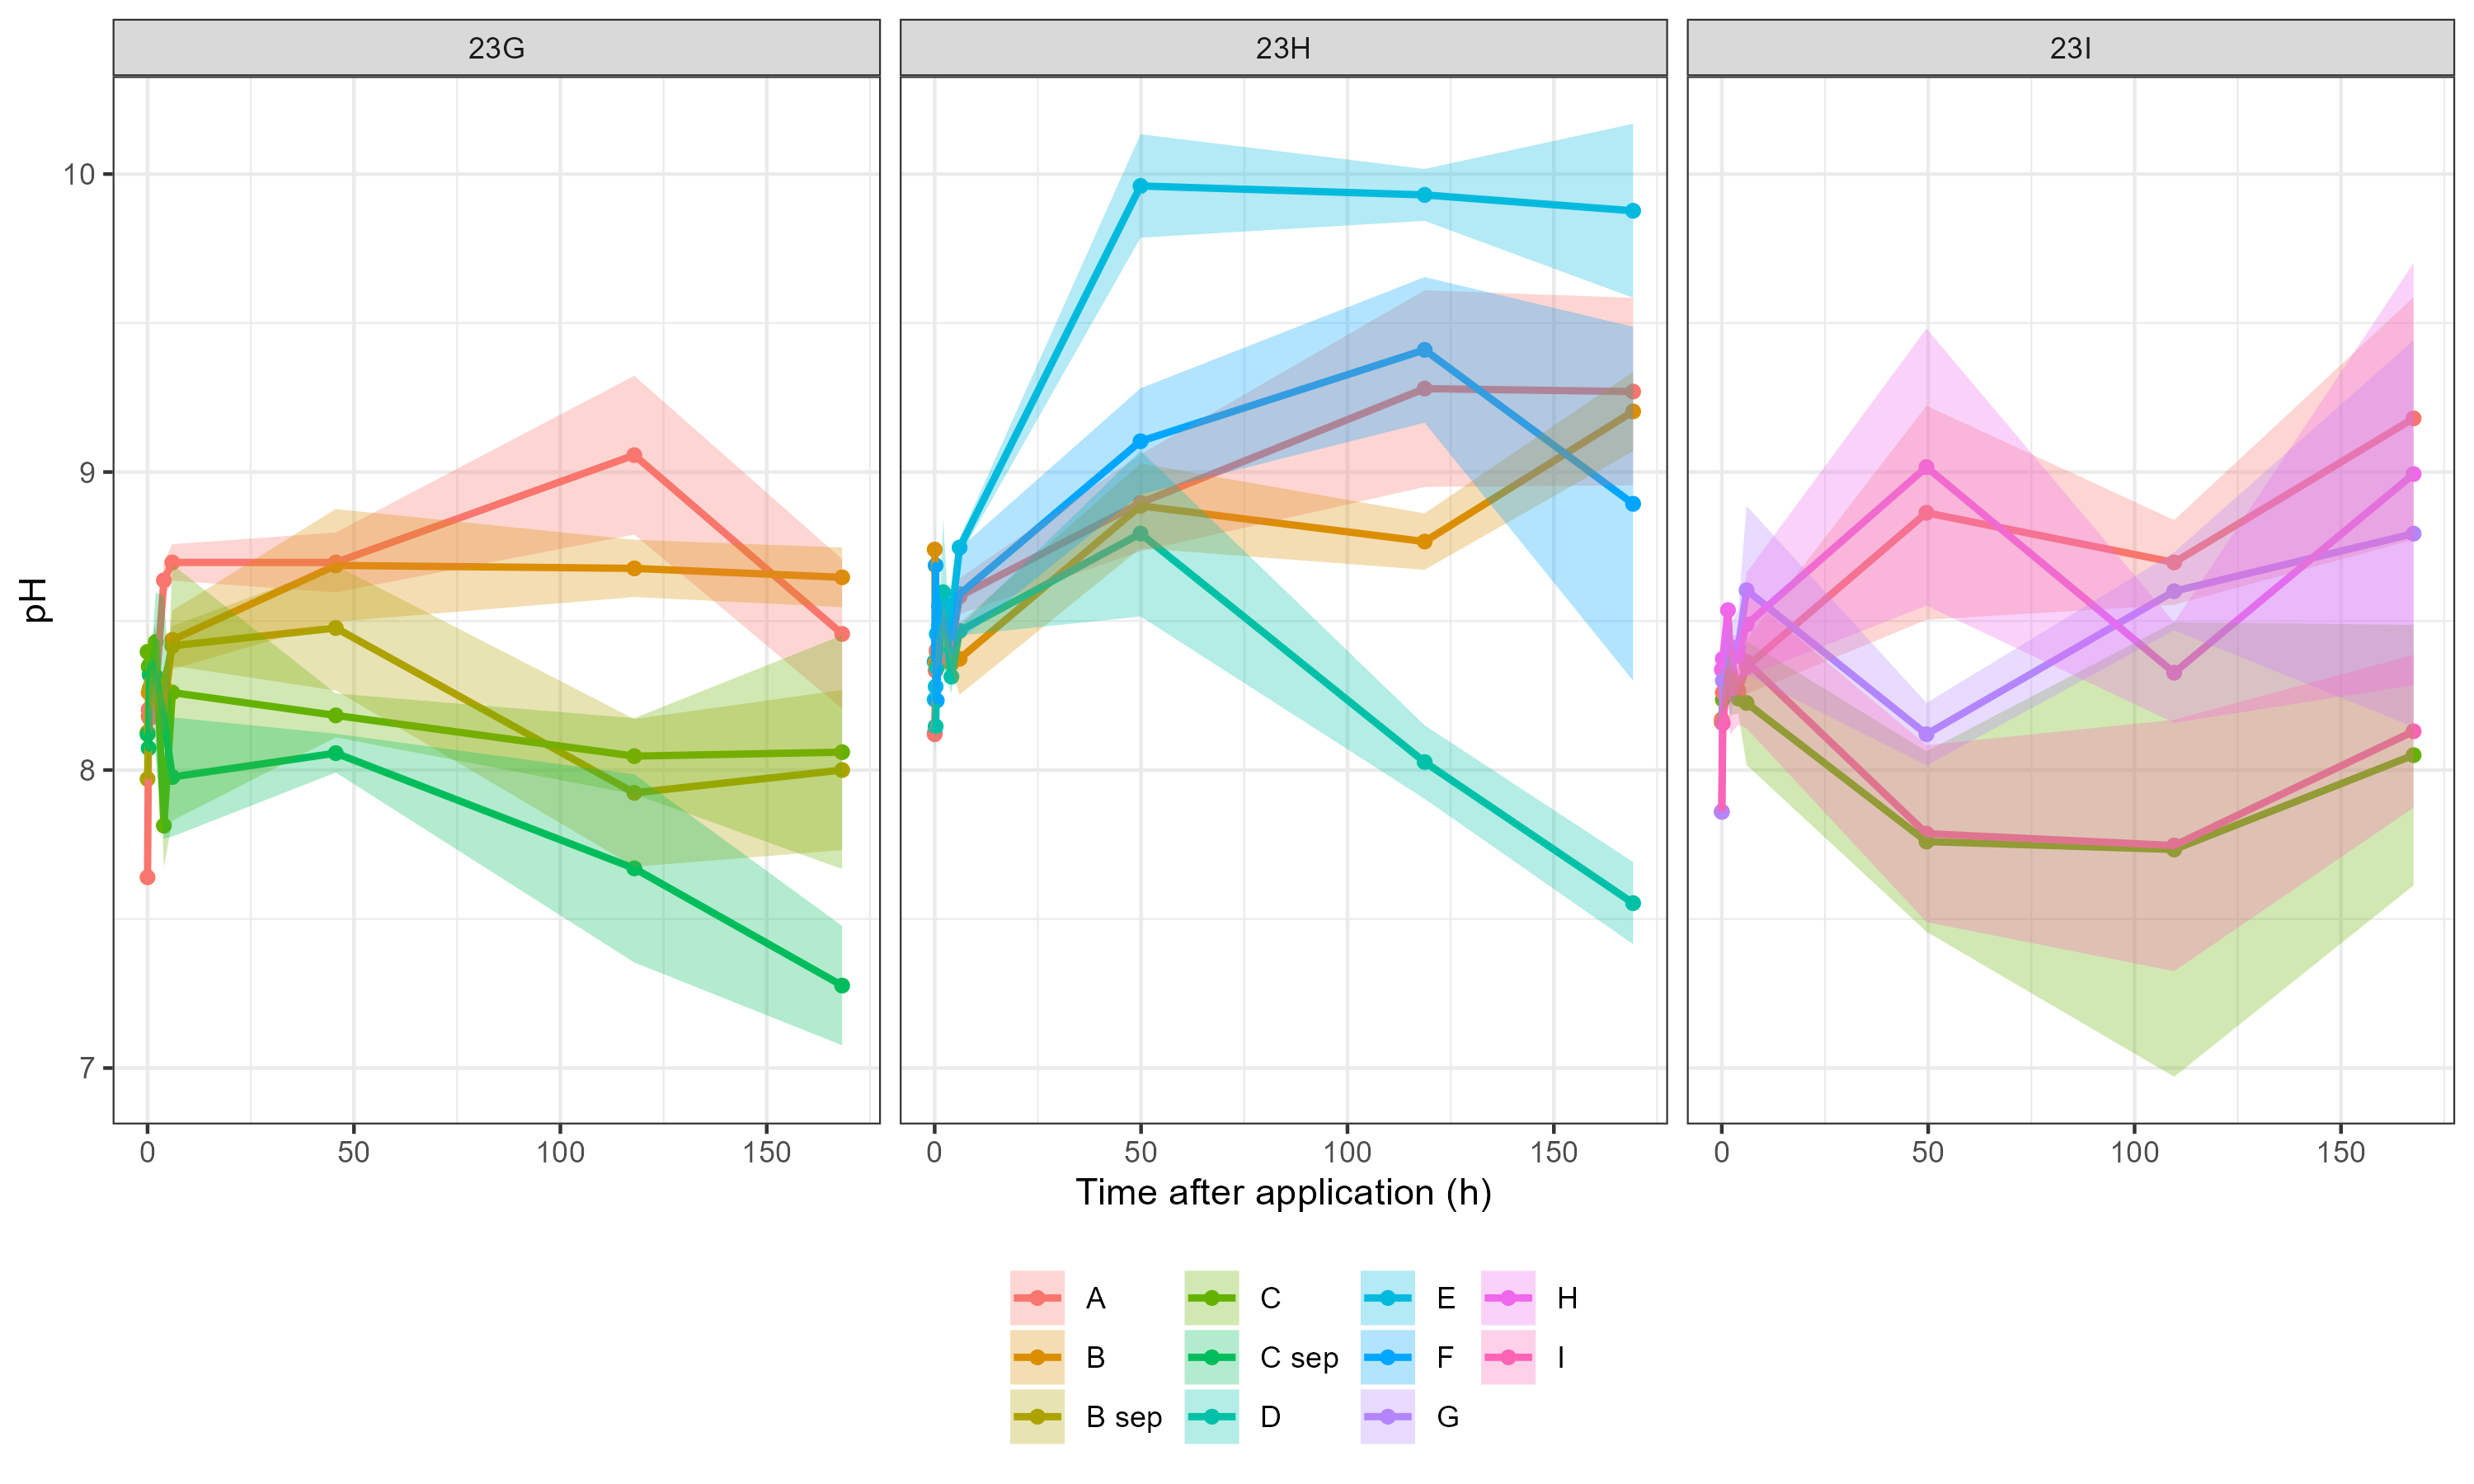 23G 23H 23I
10
9
8
7
pH
0 50 100 150 0 50 100 150 0 50 100 150
Time after application (h)
A C E H
B C sep F I
B sep D G